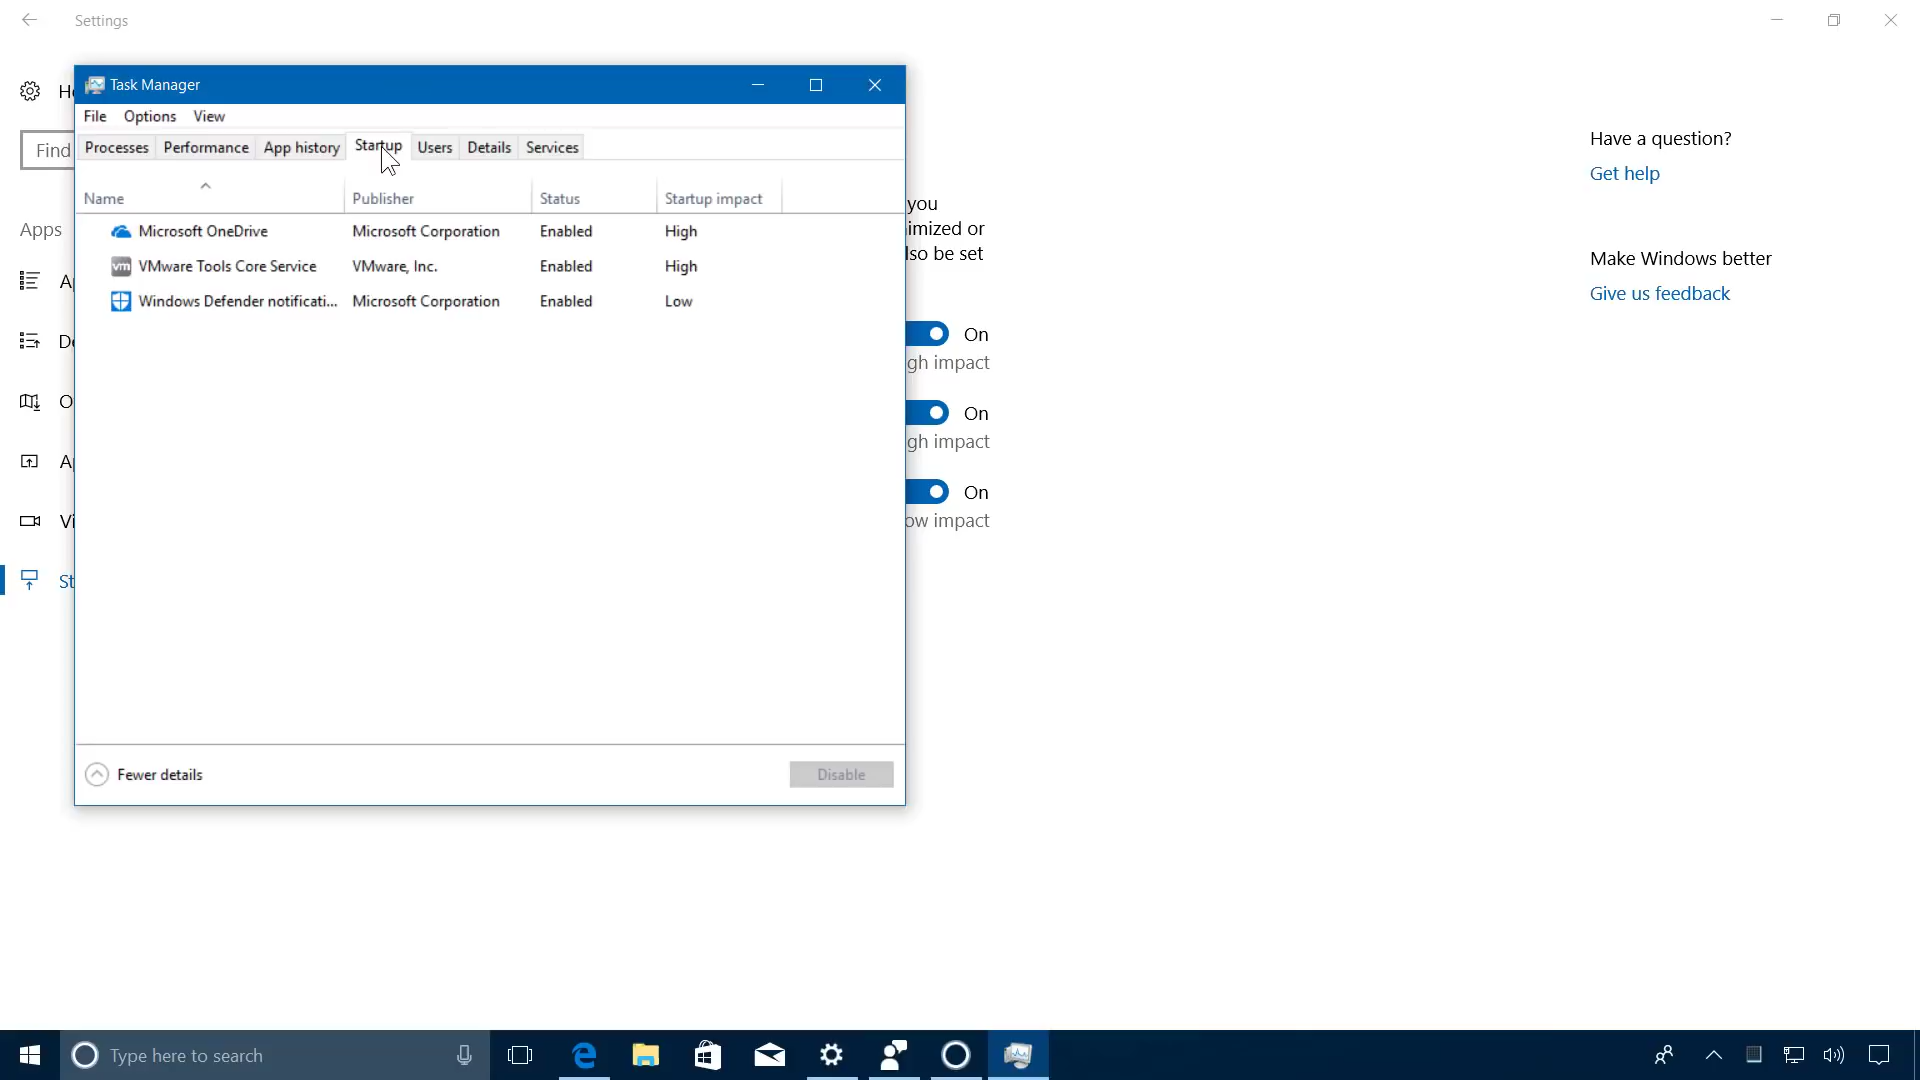 Settings
Task Manager
File Options View
Processes Performance App history Startup Users Details Services
Name Publisher Status Startup impact
Microsoft OneDrive Microsoft Corporation Enabled High
vm VMware Tools Core Service VMware, Inc. Enabled High
Windows Defender notificati... Microsoft Corporation Enabled Low
Fewer details Disable
Find
Apps
you
imized or
lso be set
On
gh impact
On
gh impact
On
ow impact
Have a question?
Get help
Make Windows better
Give us feedback
Type here to search